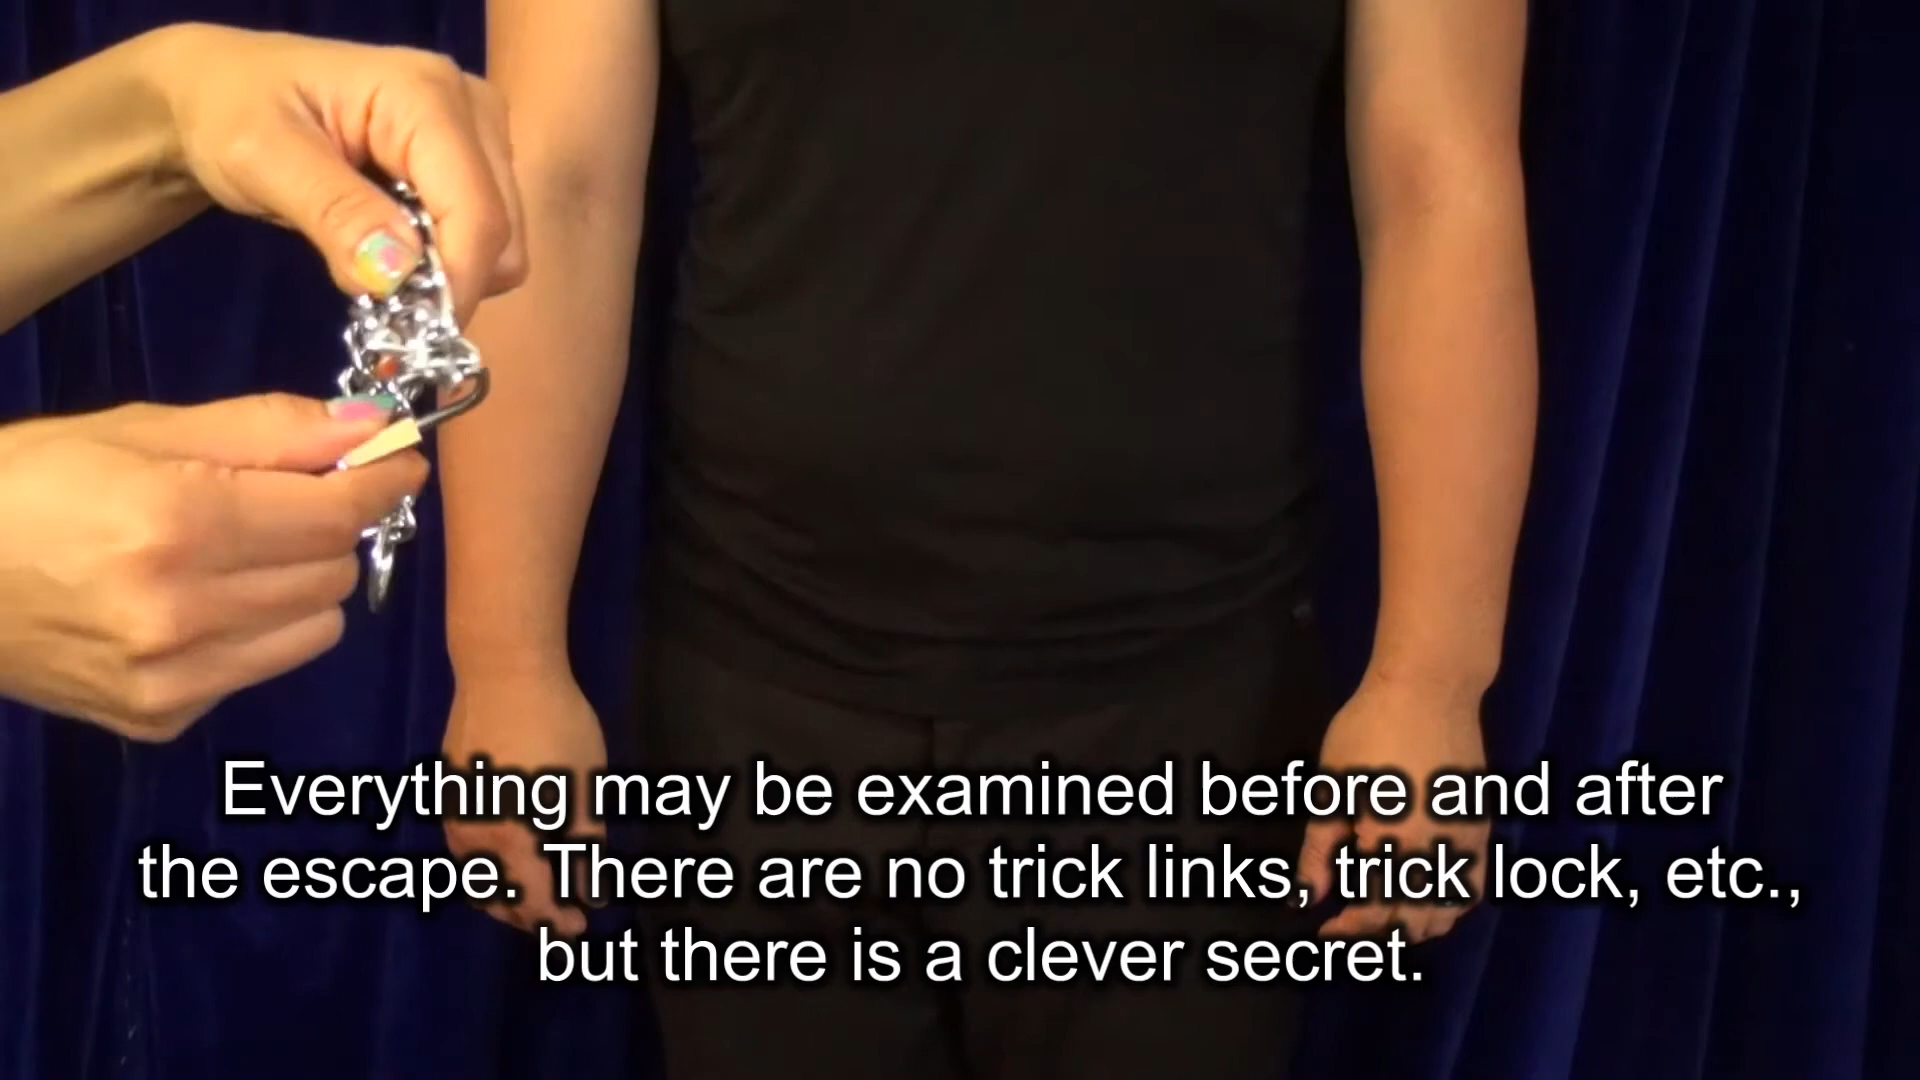 Everything may be examined before and after
the escape. There are no trick links, trick lock, etc.,
but there is a clever secret.